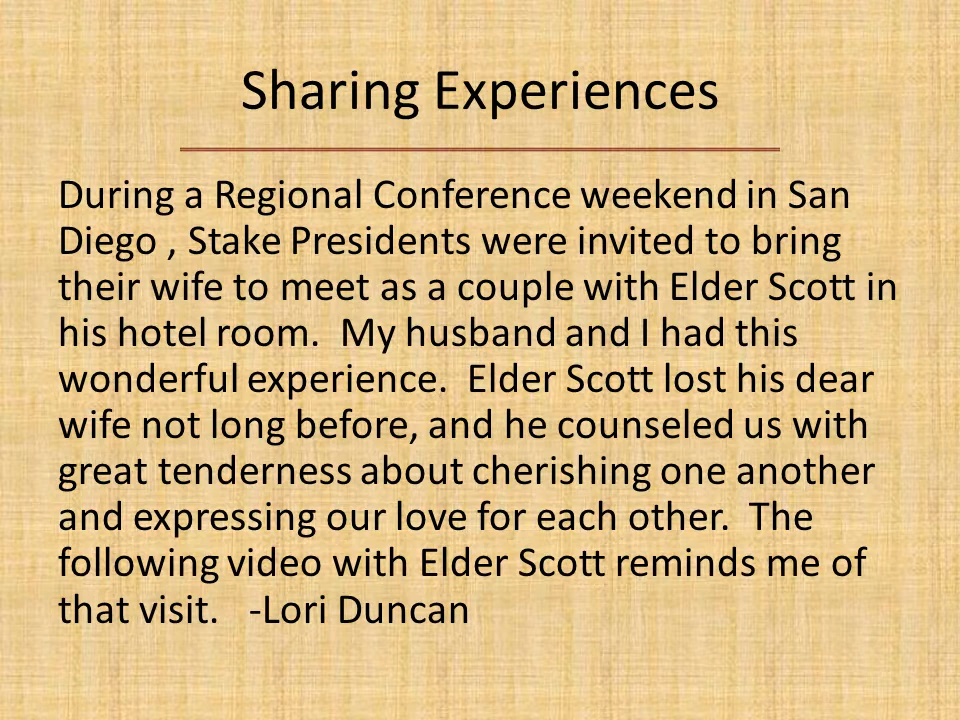 Sharing Experiences
During a Regional Conference weekend in San
Diego , Stake Presidents were invited to bring
their wife to meet as a couple with Elder Scott in
his hotel room.  My husband and I had this
wonderful experience.  Elder Scott lost his dear
wife not long before, and he counseled us with
great tenderness about cherishing one another
and expressing our love for each other.  The
following video with Elder Scott reminds me of
that visit.   -Lori Duncan